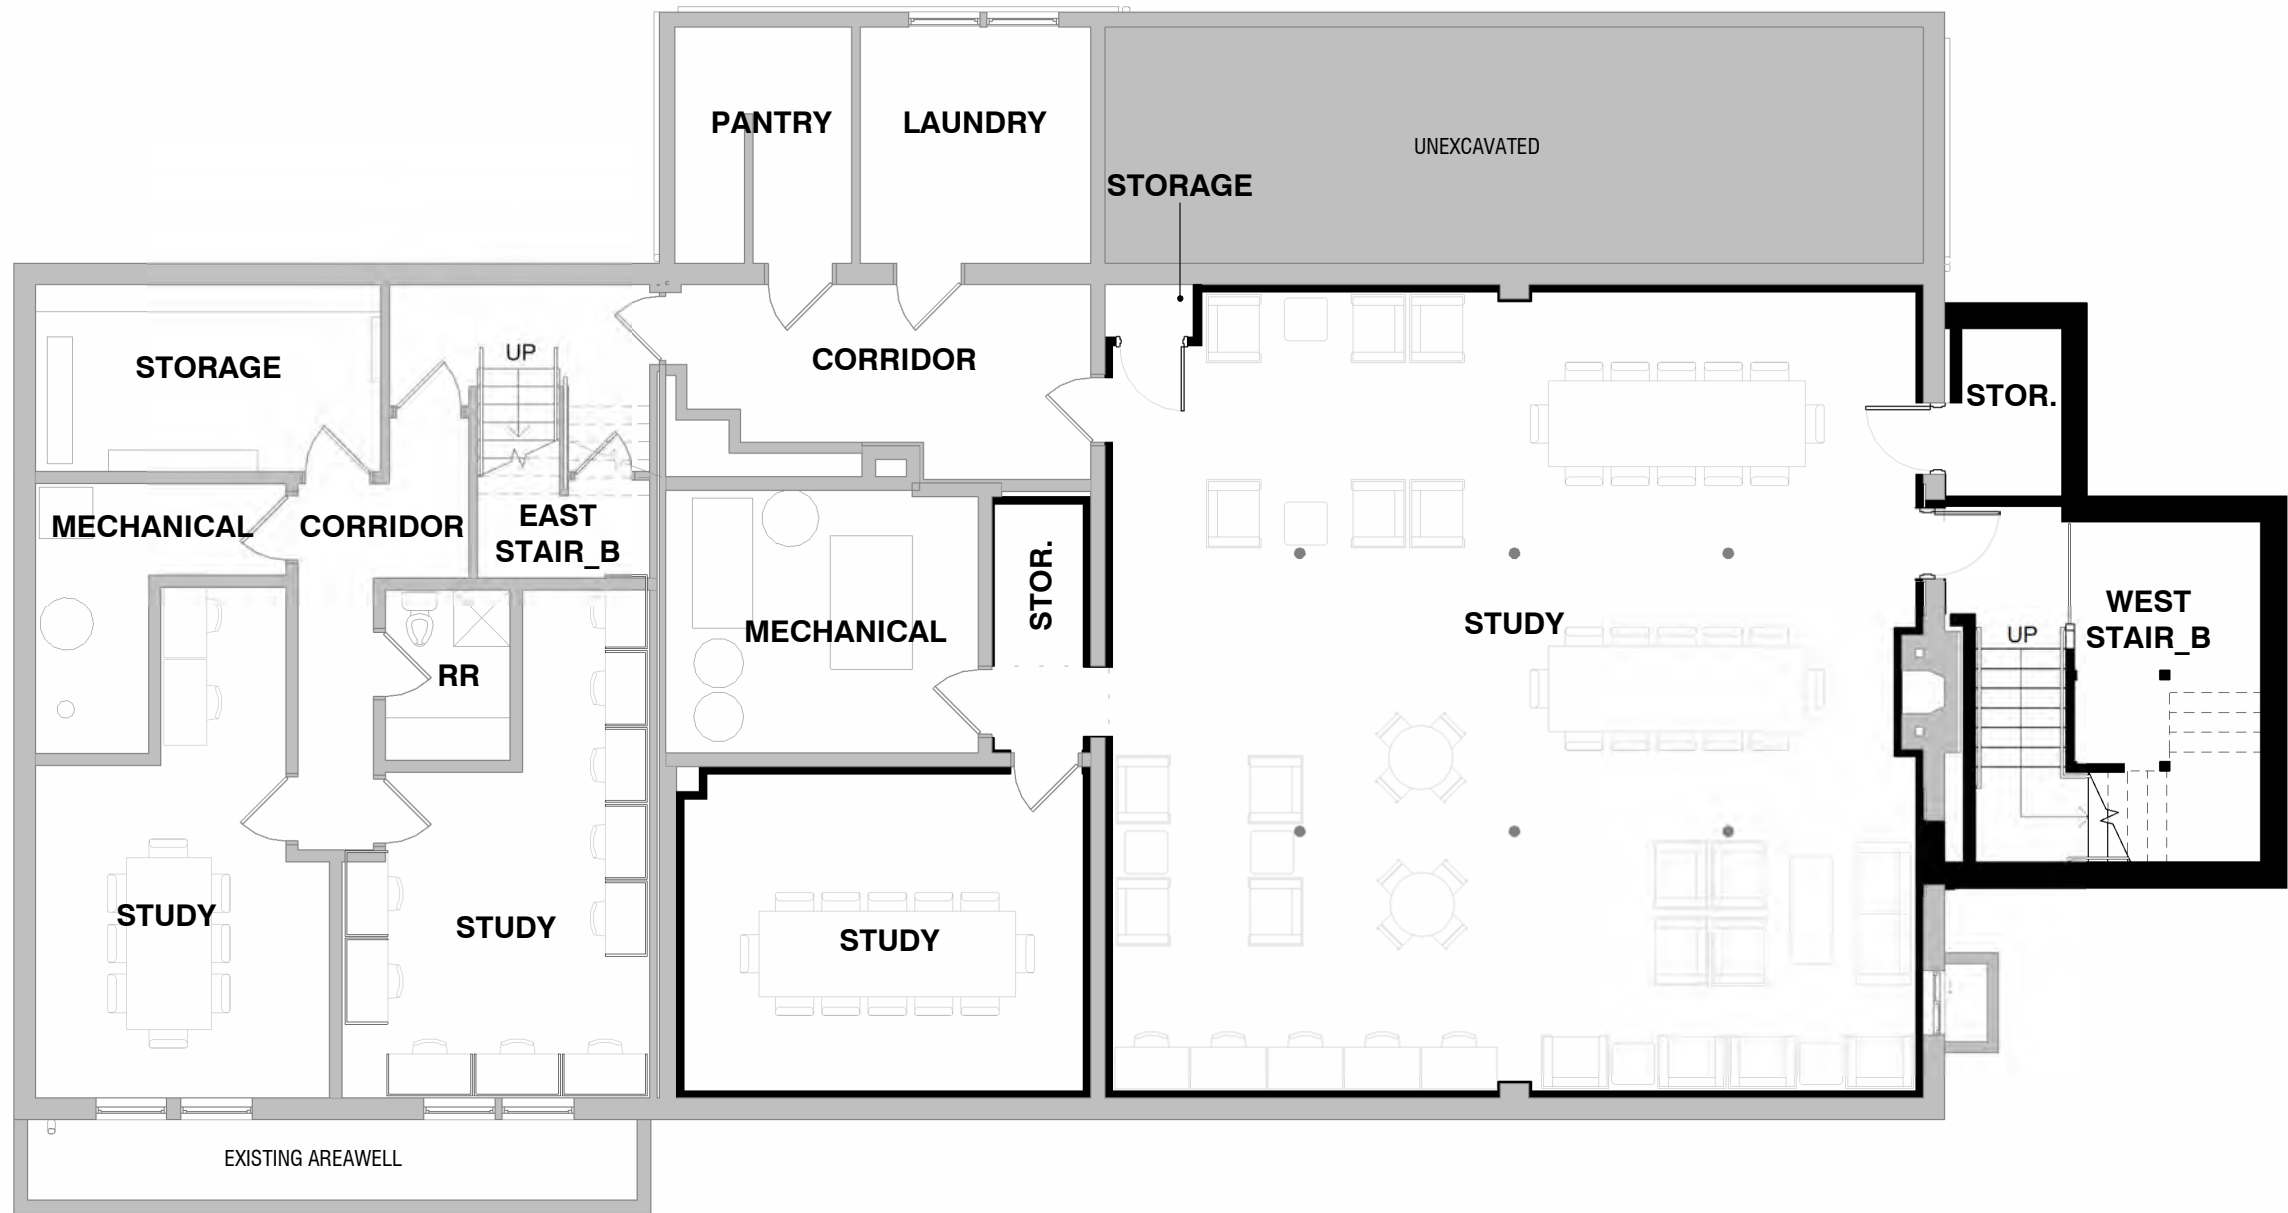 PANTRY
LAUNDRY
UNEXCAVATED
STORAGE
UP
CORRIDOR
STORAGE
STOR.
MECHANICAL
CORRIDOR
EAST
STAIR_B
STOR.
MECHANICAL
STUDY
WEST
STAIR_B
UP
RR
STUDY
STUDY
STUDY
EXISTING AREAWELL